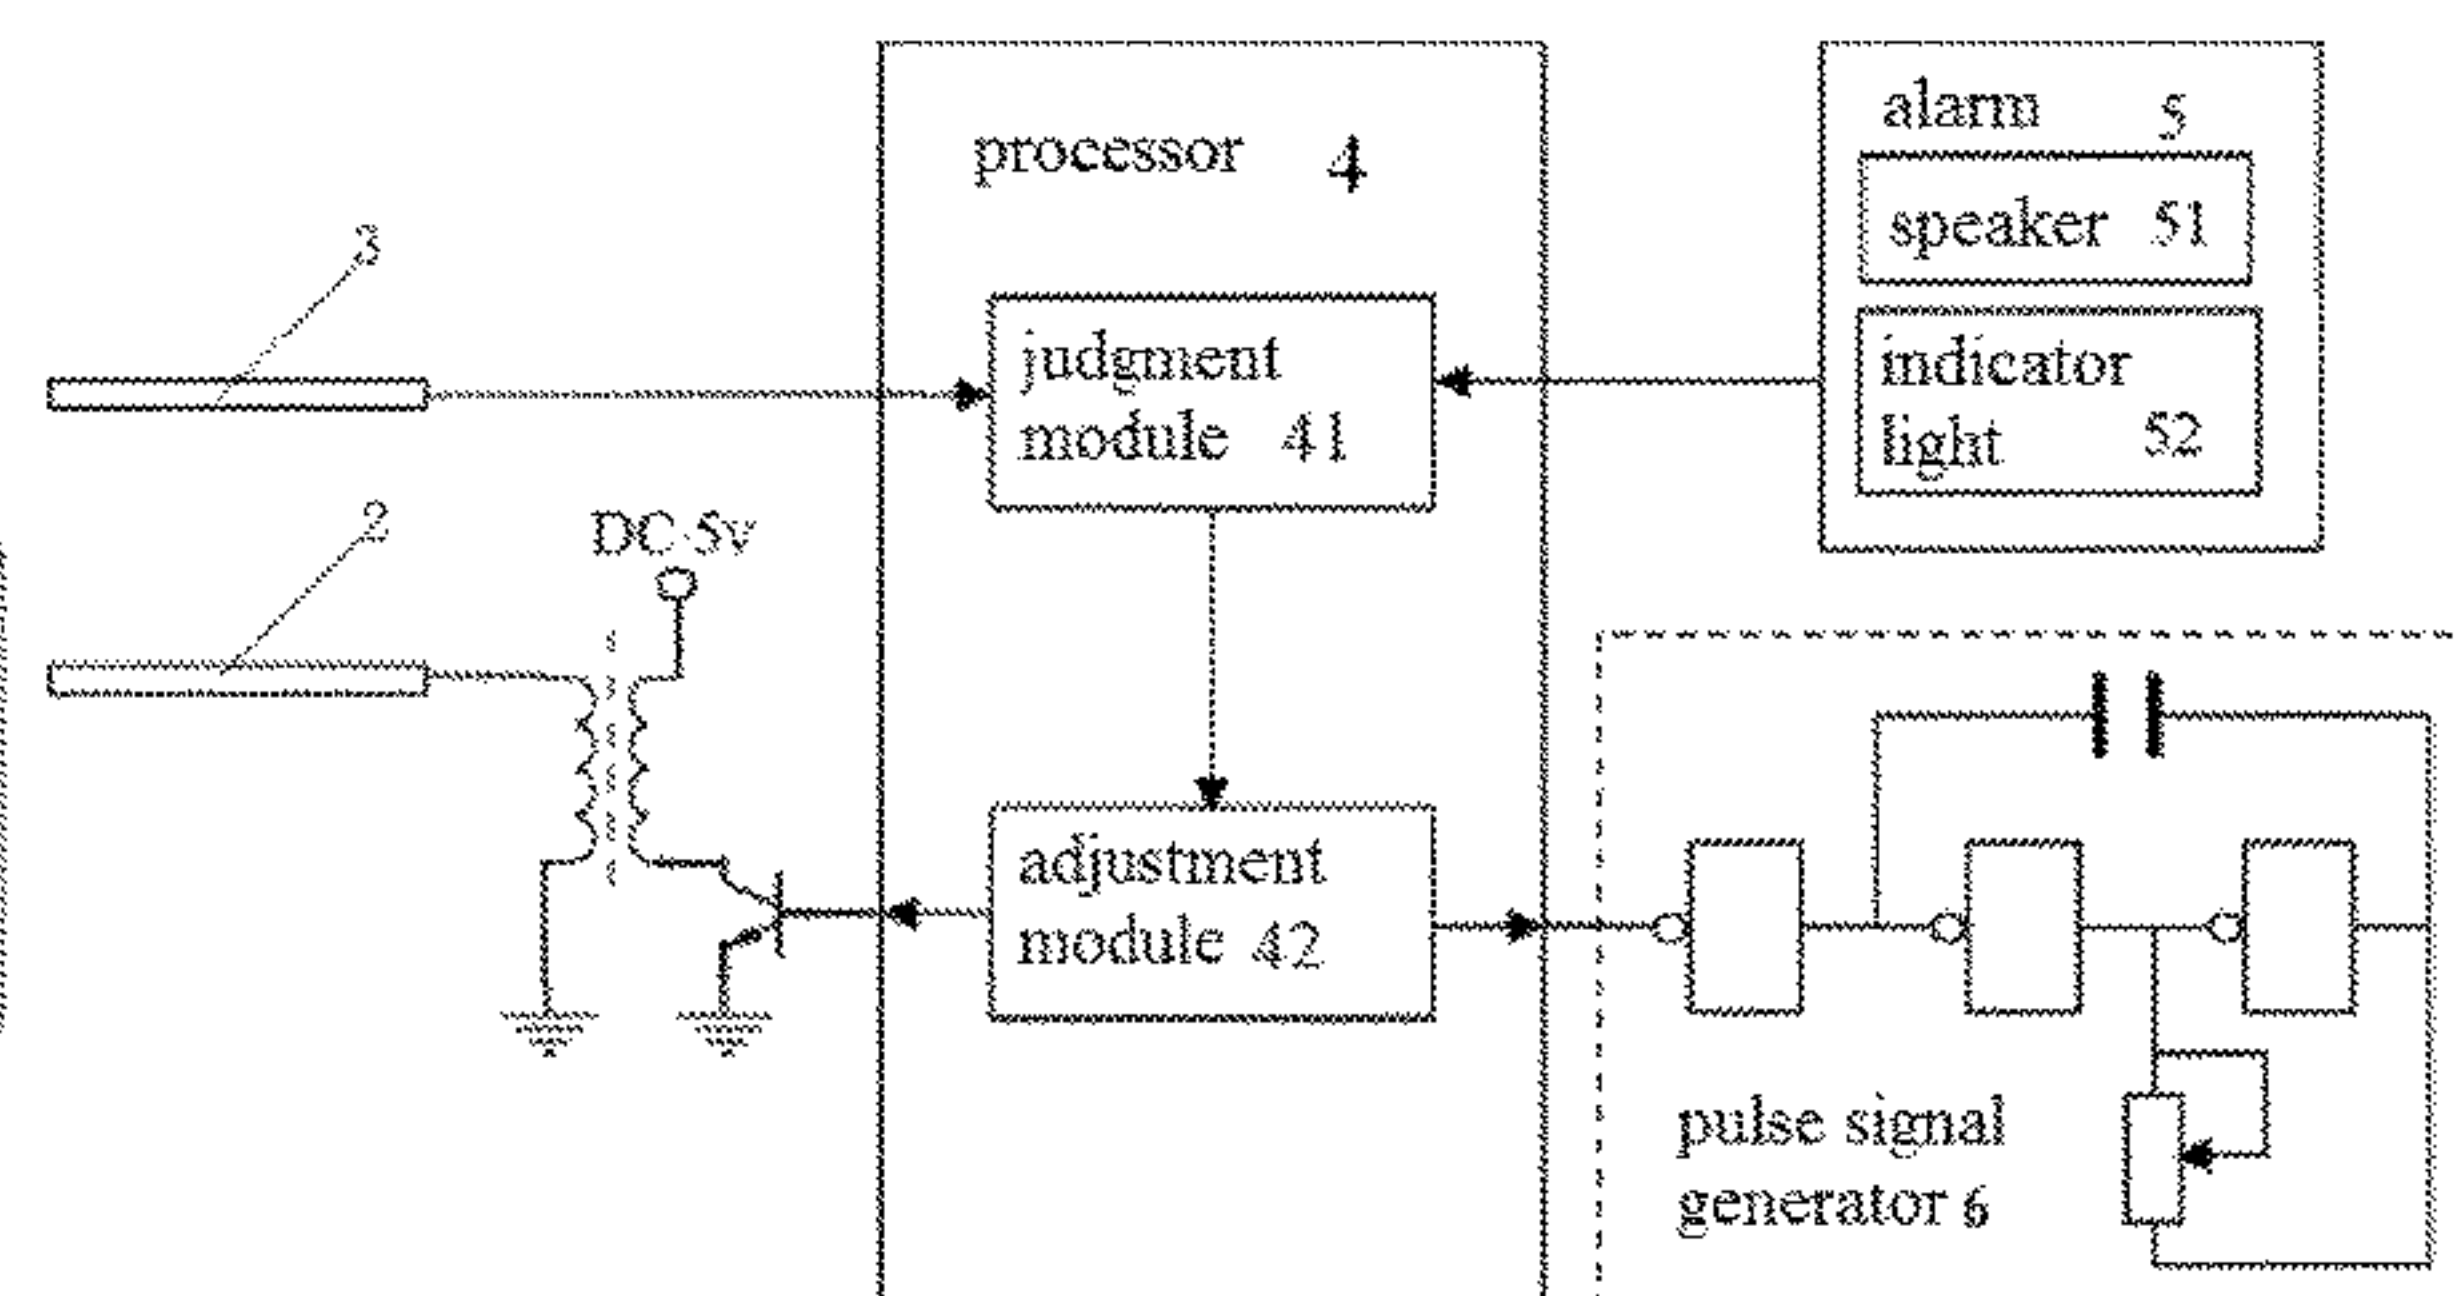 processor 4
alarm 5
speaker 51
indicator
light 52
3
judgment
module 41
2
DC 5v
adjustment
module 42
pulse signal
generator 6